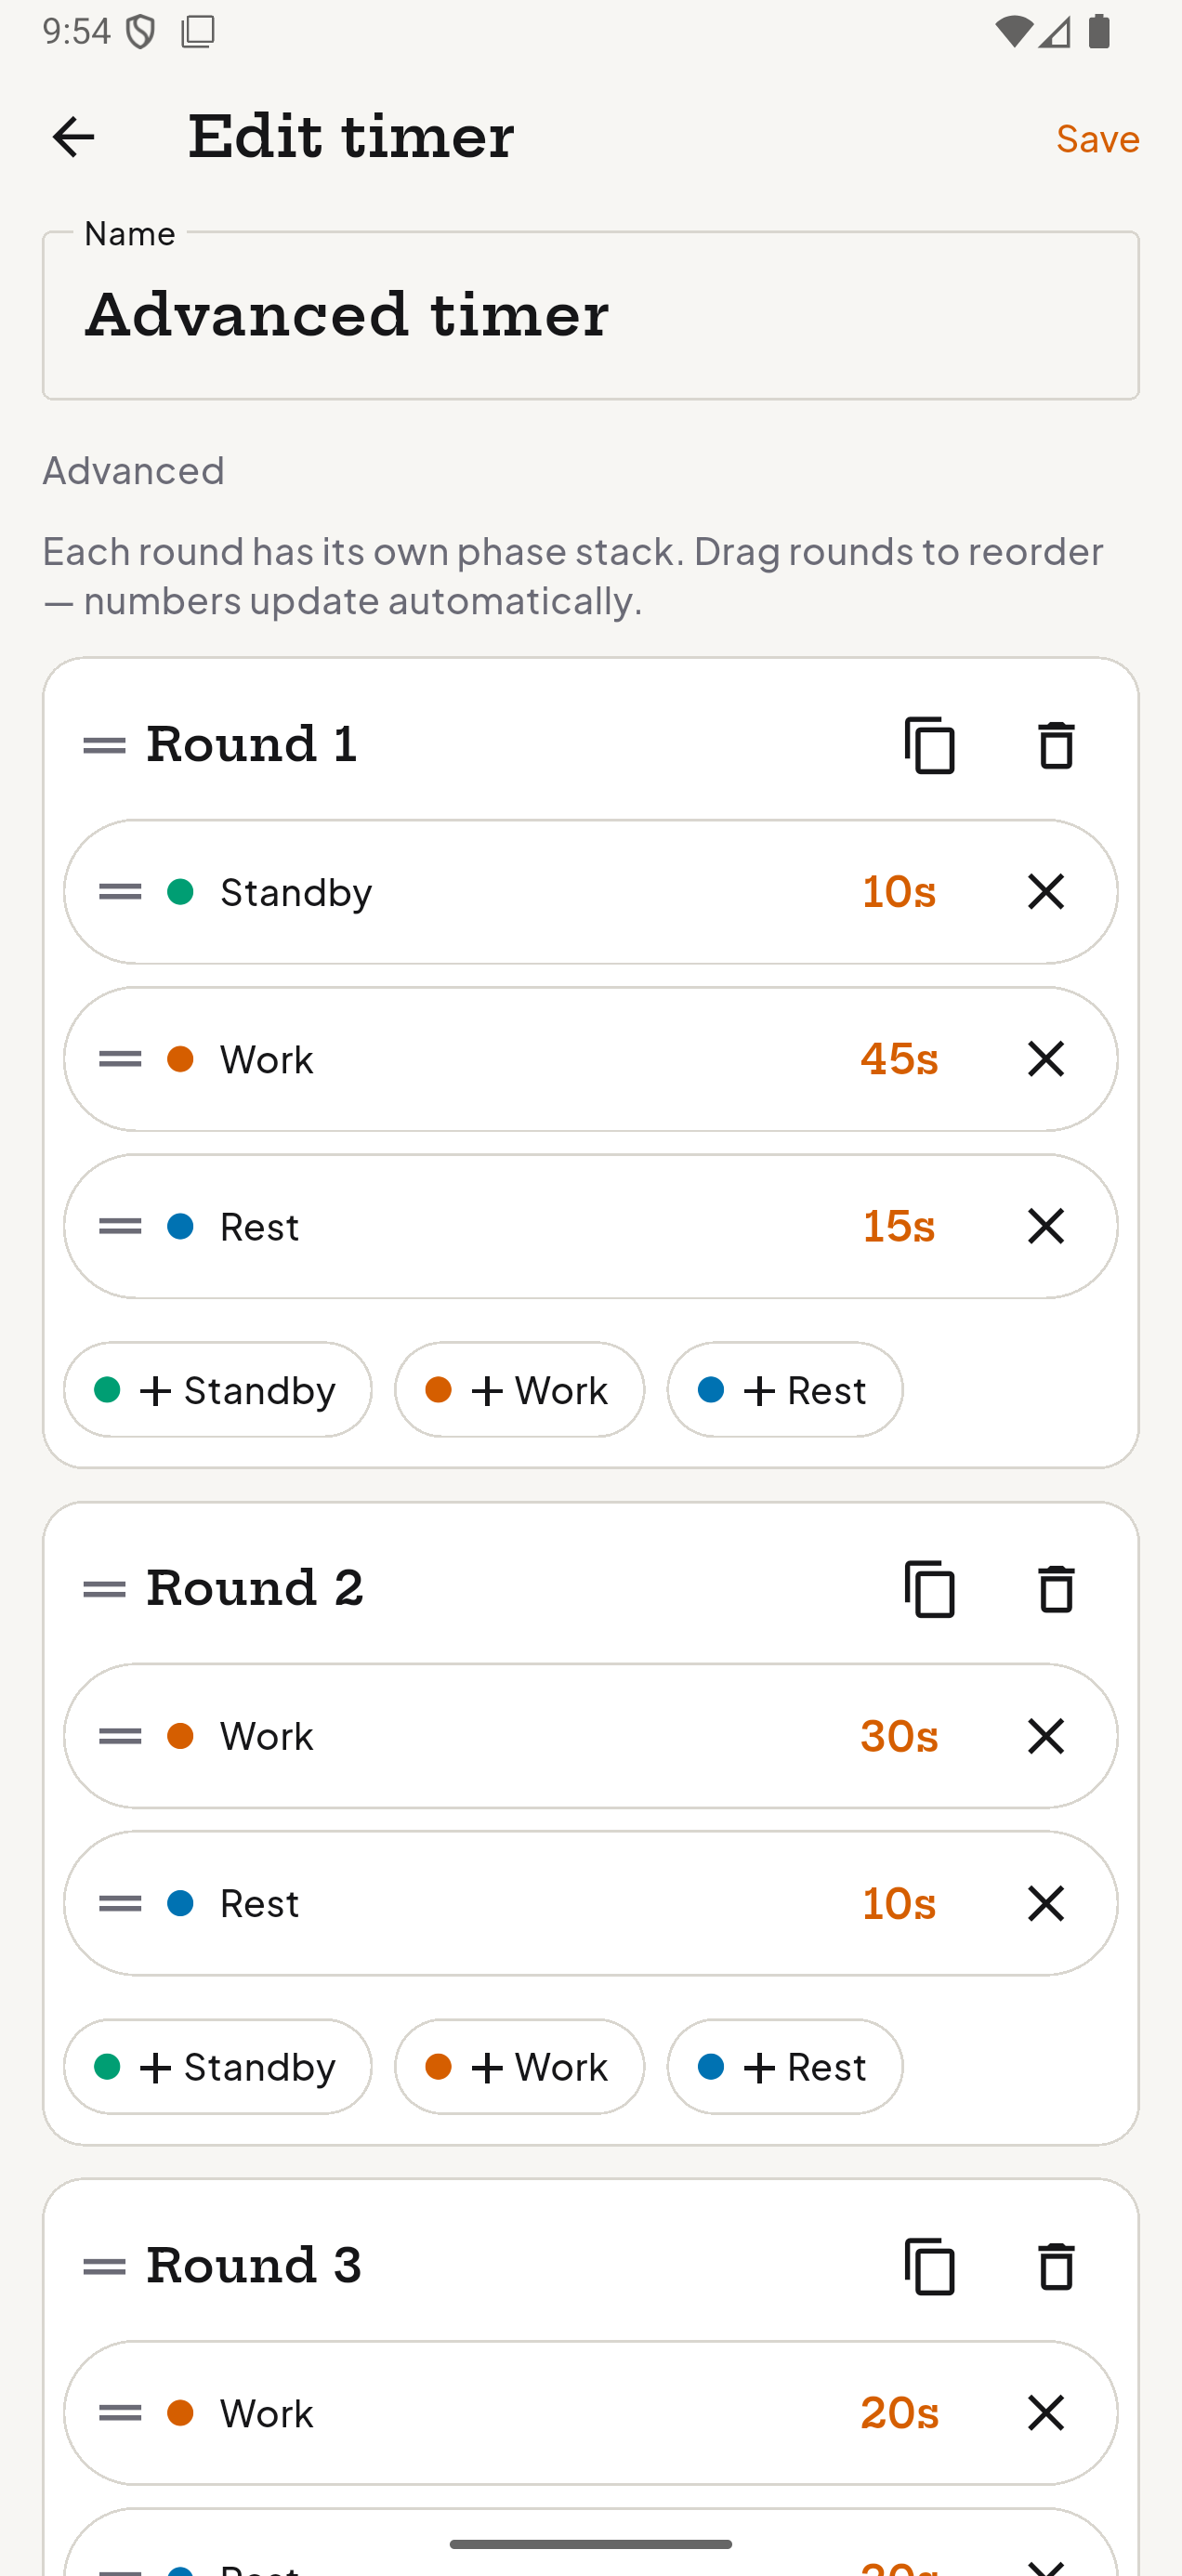 9:54
Edit timer
Save
Name
Advanced timer
Advanced
Each round has its own phase stack. Drag rounds to reorder
— numbers update automatically.
Round 1
Standby 10s
Work 45s
Rest 15s
+ Standby + Work + Rest
Round 2
Work 30s
Rest 10s
+ Standby + Work + Rest
Round 3
Work 20s